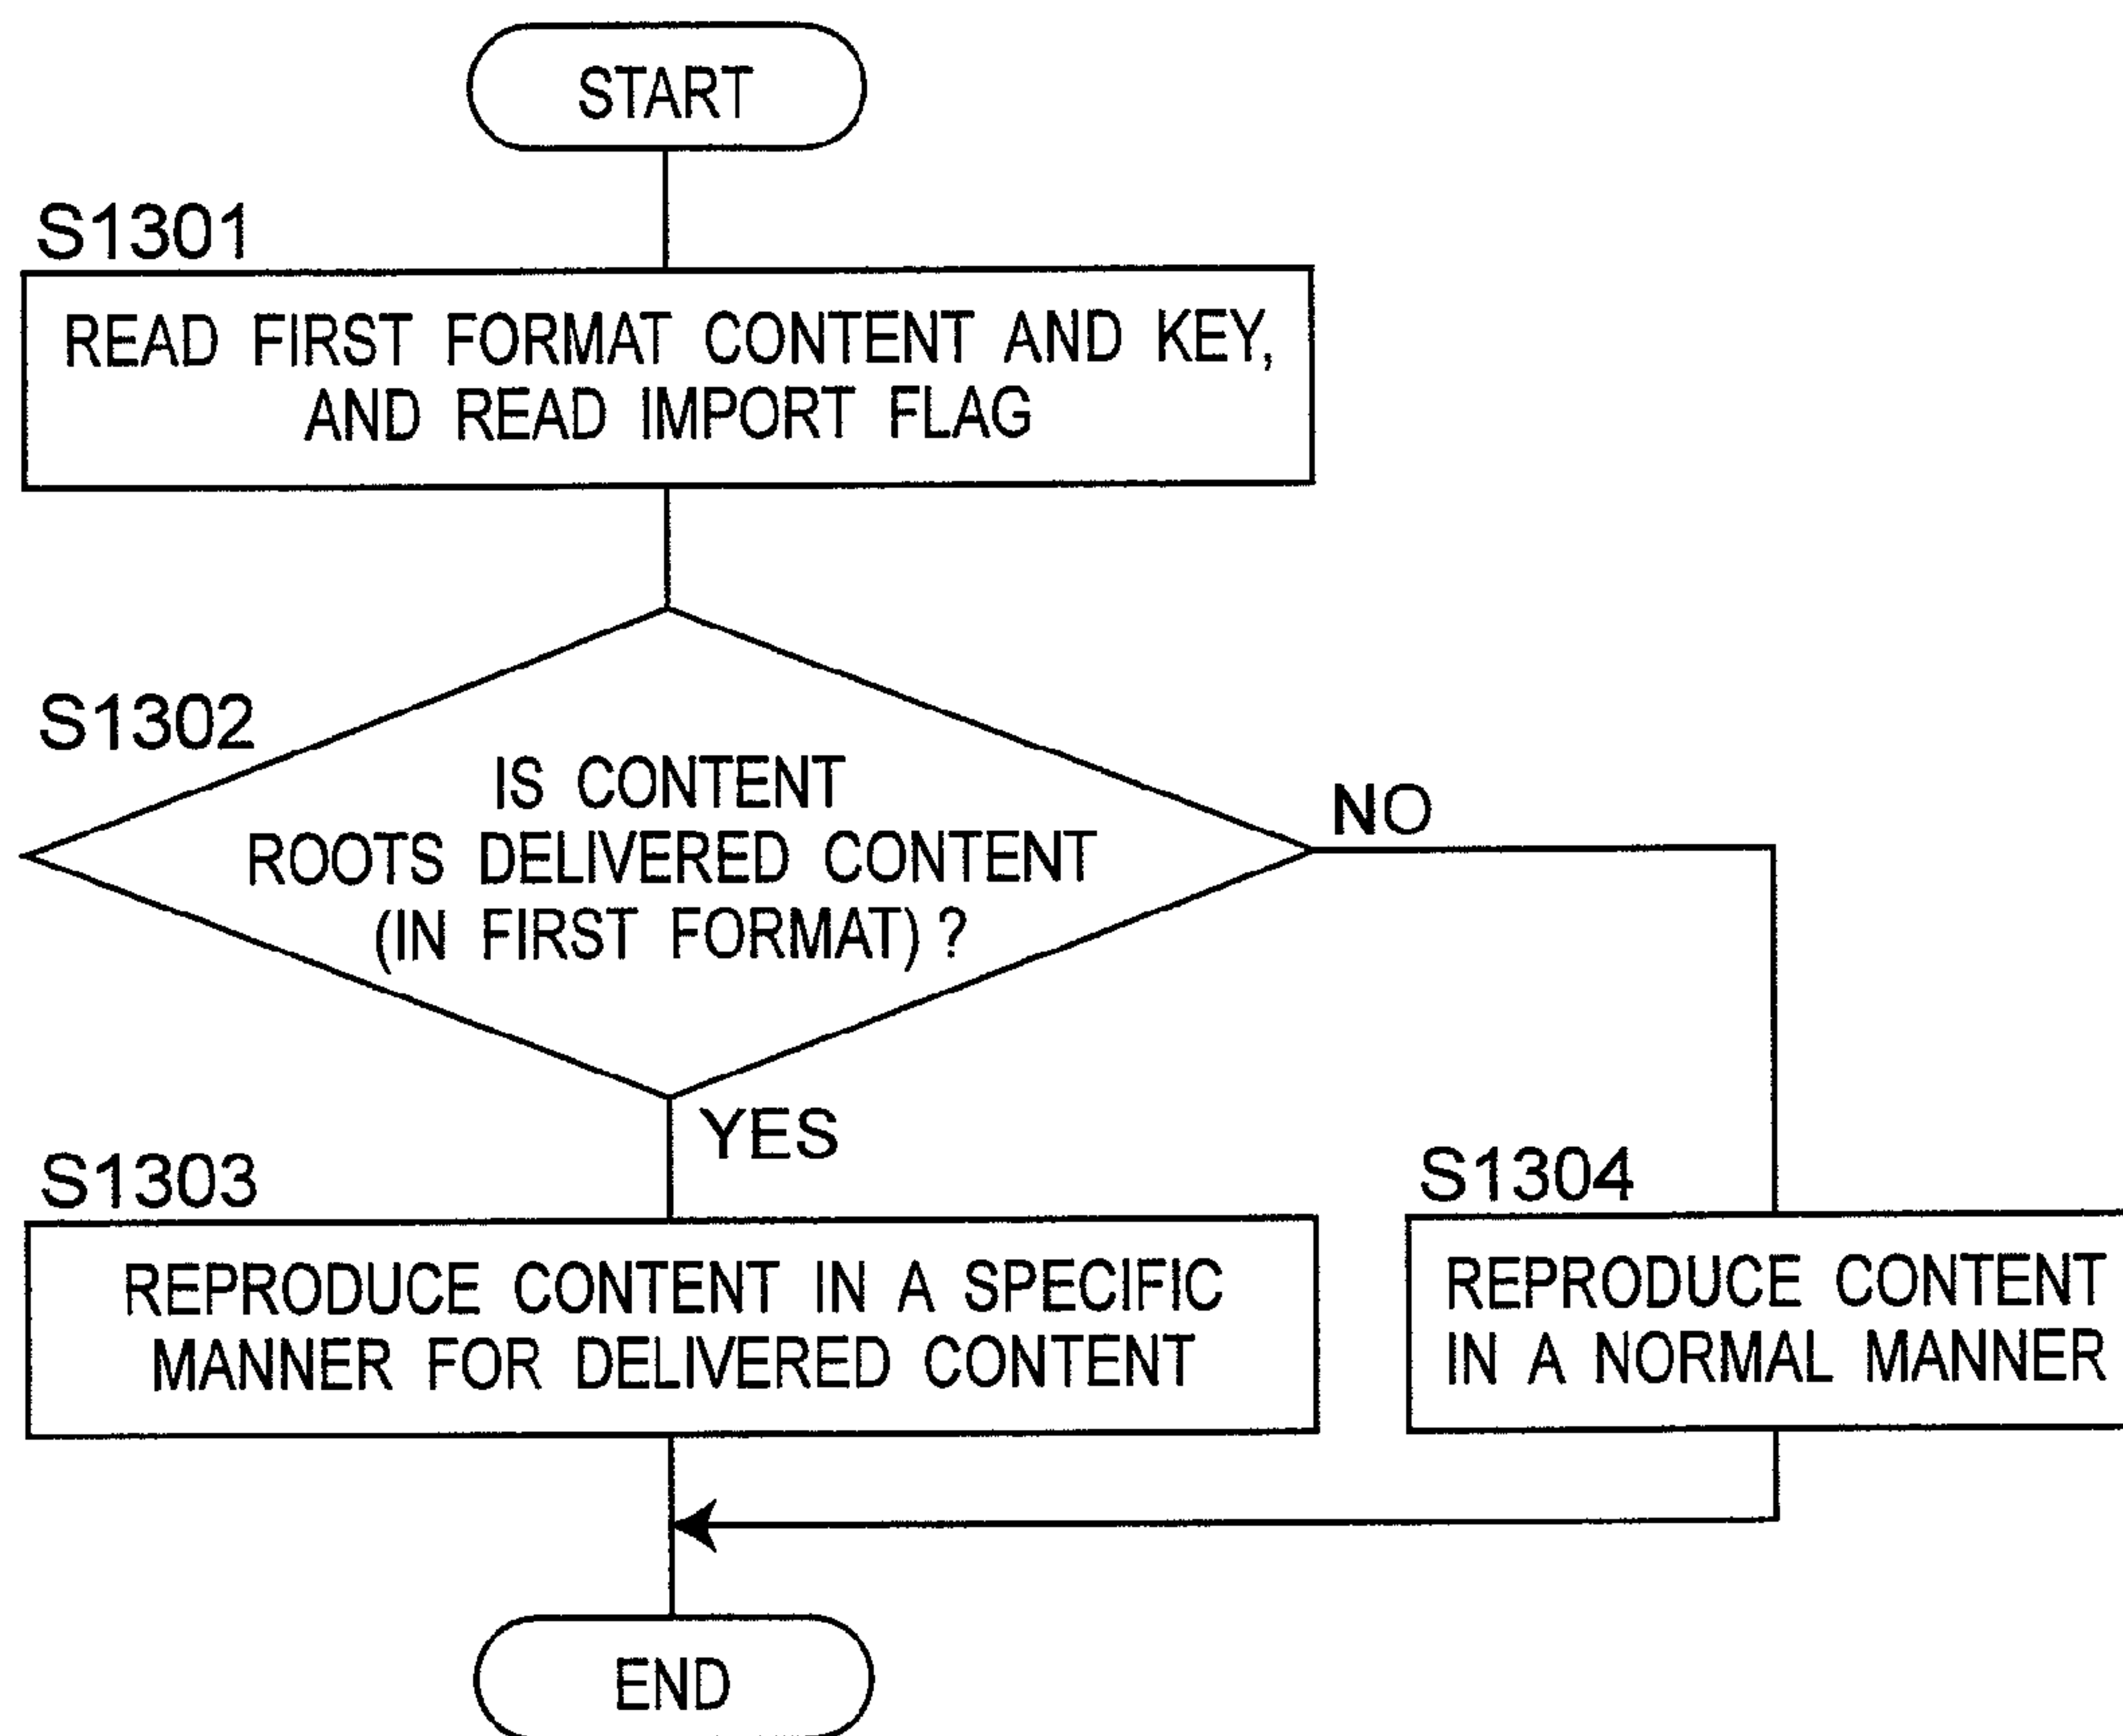 START
S1301
READ FIRST FORMAT CONTENT AND KEY,
AND READ IMPORT FLAG
S1302
IS CONTENT
ROOTS DELIVERED CONTENT
(IN FIRST FORMAT) ?
NO
YES
S1303
REPRODUCE CONTENT IN A SPECIFIC
MANNER FOR DELIVERED CONTENT
S1304
REPRODUCE CONTENT
IN A NORMAL MANNER
END